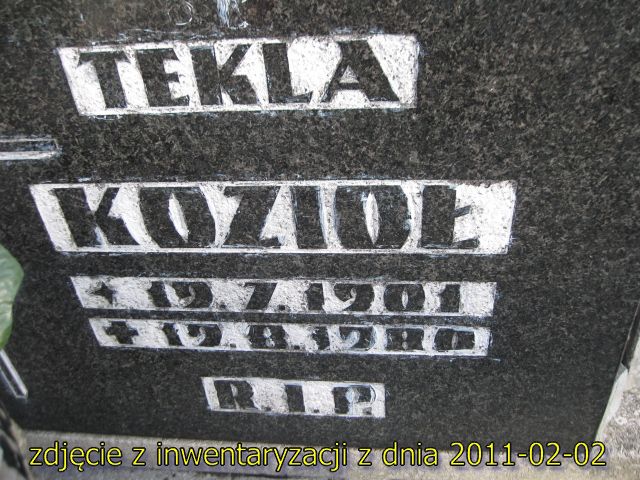 TEKLA
KOZIOŁ
* 19.7.1901
✝ 19.8.1980
R.I.P.
zdjęcie z inwentaryzacji z dnia 2011-02-02